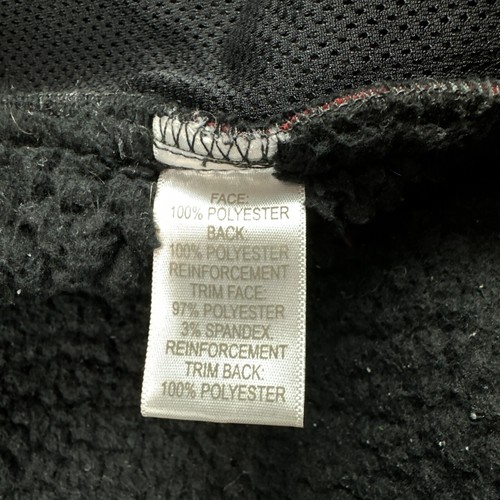 FACE:
100% POLYESTER
BACK:
100% POLYESTER
REINFORCEMENT
TRIM FACE:
97% POLYESTER
3% SPANDEX
REINFORCEMENT
TRIM BACK:
100% POLYESTER